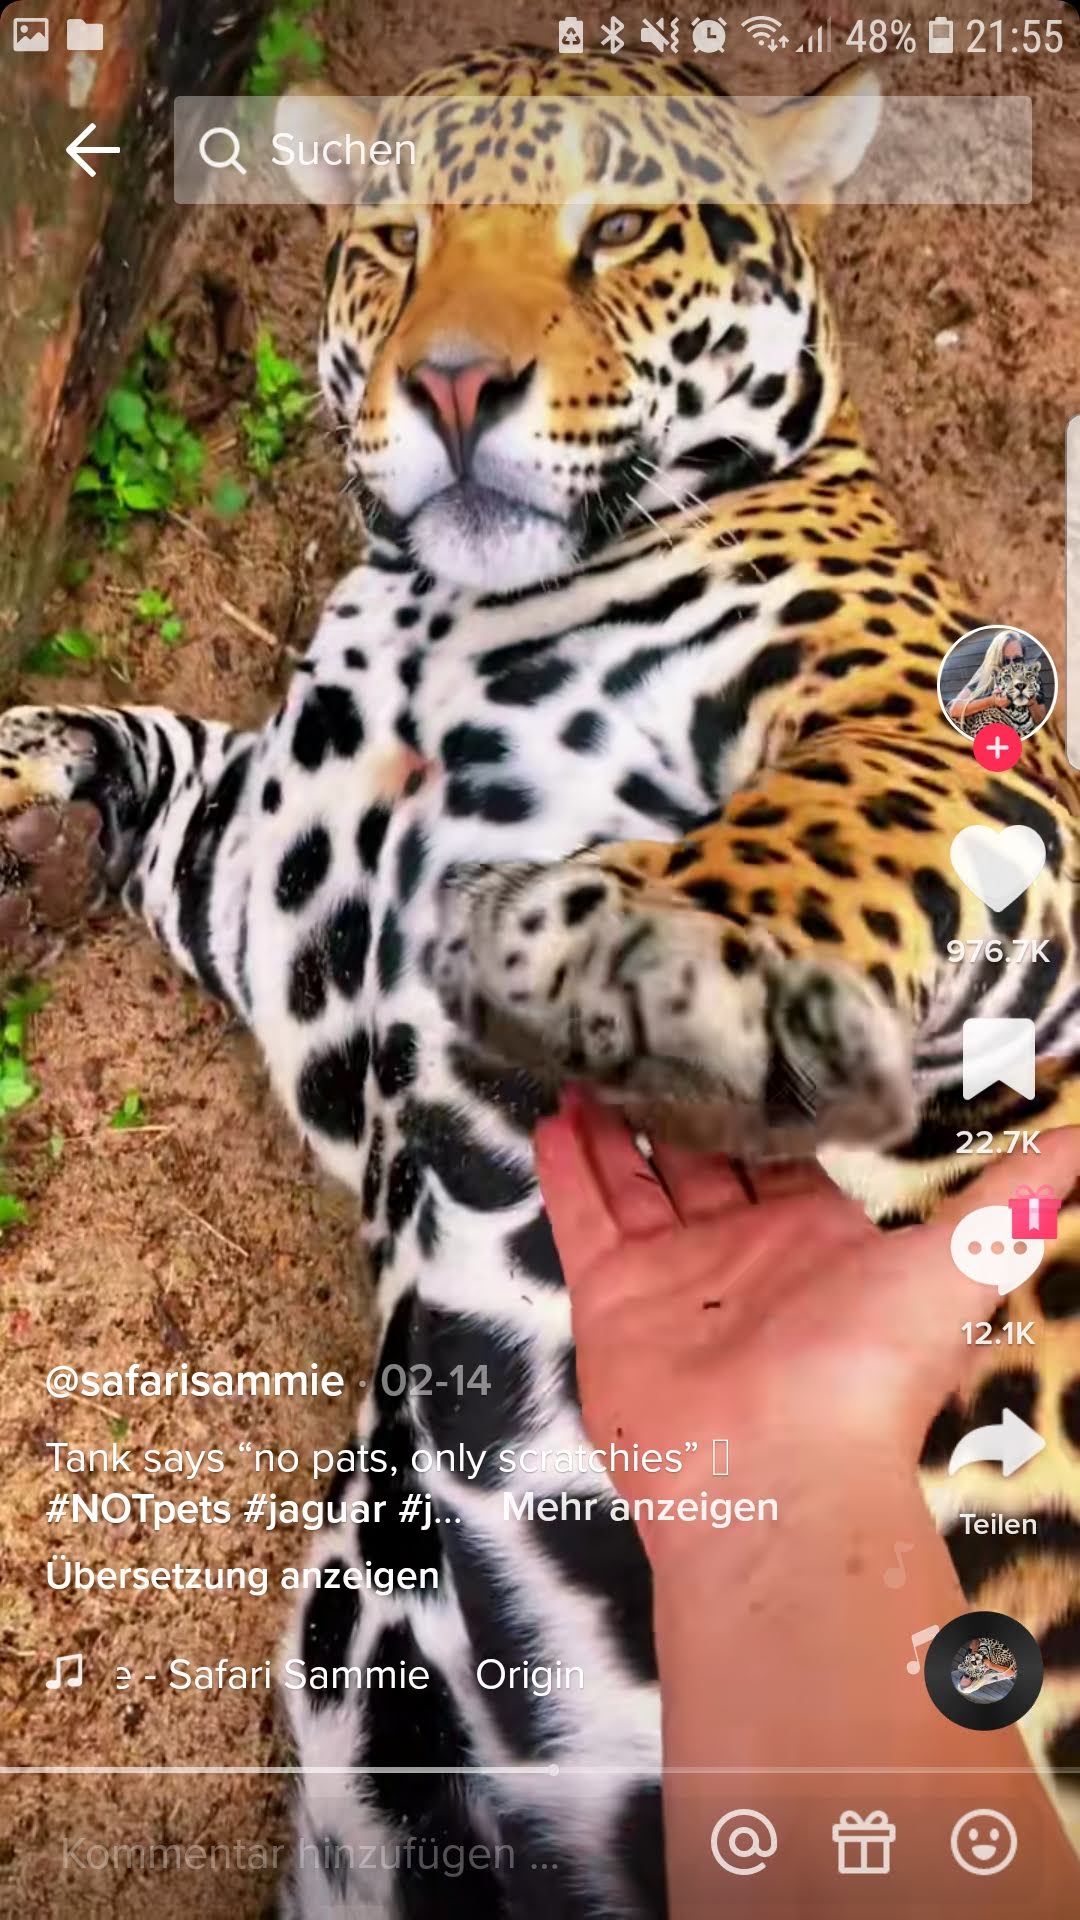 48% 21:55
Suchen
976.7K
22.7K
12.1K
@safarisammie · 02-14
Tank says “no pats, only scratchies”
#NOTpets #jaguar #j... Mehr anzeigen
Teilen
Übersetzung anzeigen
e - Safari Sammie Origin
Kommentar hinzufügen ...